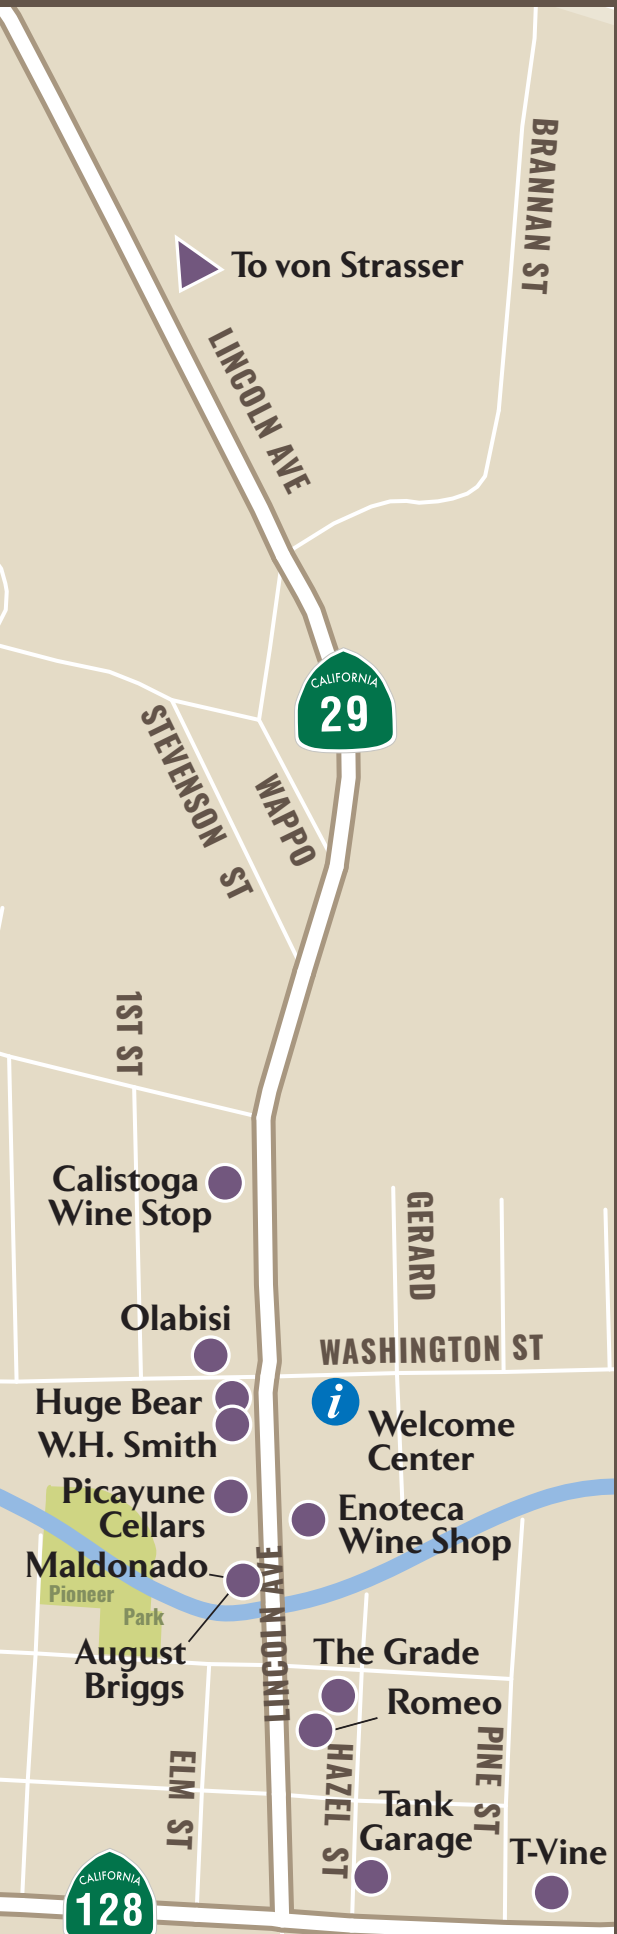 BRANNAN ST
To von Strasser
LINCOLN AVE
CALIFORNIA
29
STEVENSON ST
WAPPO
1ST ST
Calistoga
Wine Stop
GERARD
Olabisi
WASHINGTON ST
Huge Bear
i
W.H. Smith
Welcome
Center
Picayune
Cellars
Enoteca
Wine Shop
Maldonado
Pioneer
Park
LINCOLN AVE
August
Briggs
The Grade
Romeo
ELM ST
HAZEL ST
PINE ST
Tank
Garage
T-Vine
CALIFORNIA
128